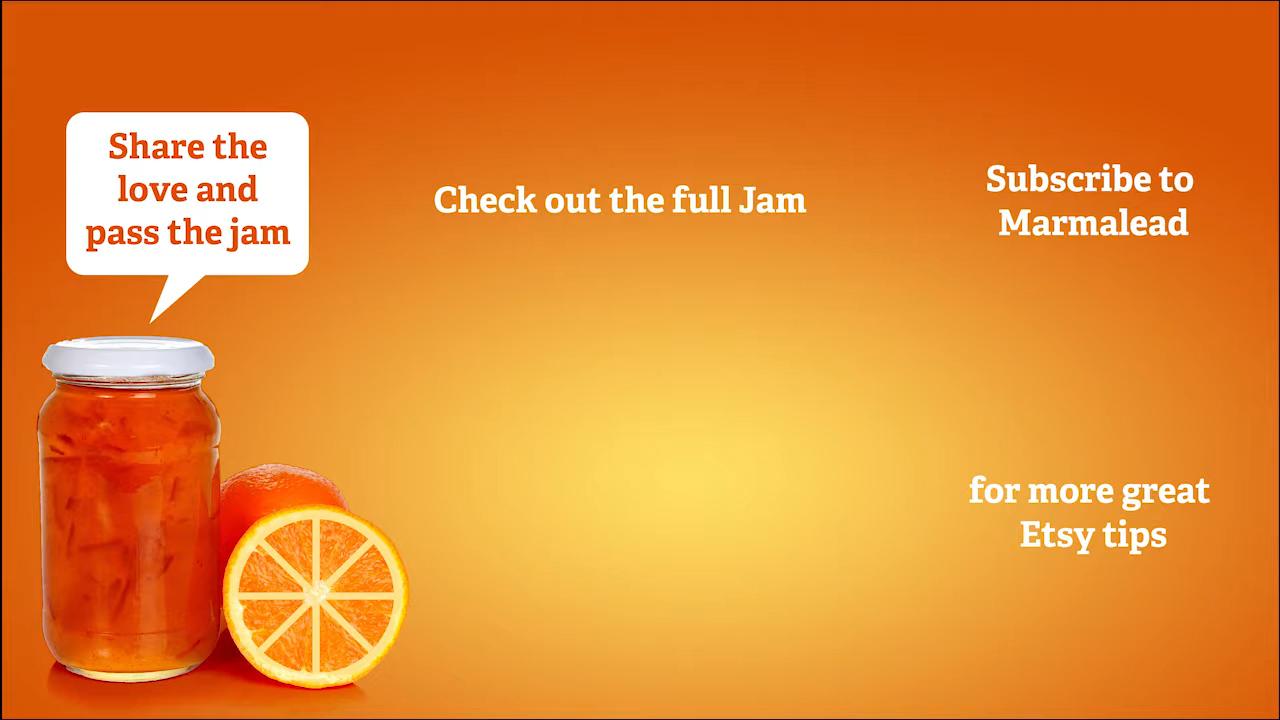 Share the
love and
pass the jam
Check out the full Jam
Subscribe to
Marmalead
for more great
Etsy tips